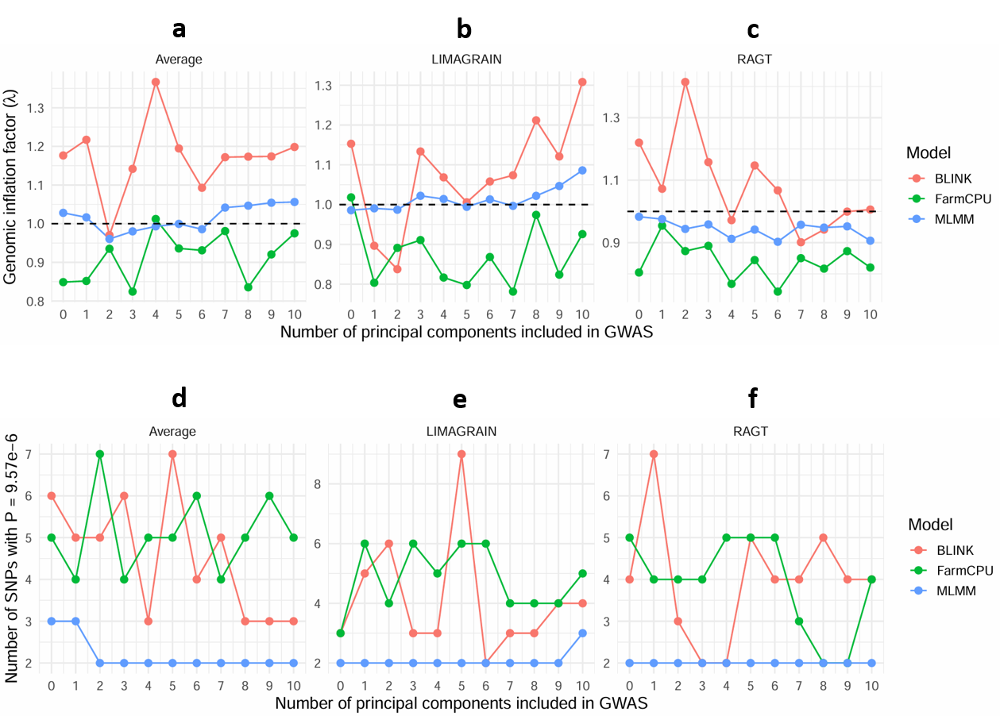 a b c
Average LIMAGRAIN RAGT
Genomic inflation factor (λ)
1.3
1.2
1.1
1.0
0.9
0.8
0 1 2 3 4 5 6 7 8 9 10
1.3
1.2
1.1
1.0
0.9
0.8
0 1 2 3 4 5 6 7 8 9 10
1.3
1.1
0.9
0 1 2 3 4 5 6 7 8 9 10
Number of principal components included in GWAS
Model
BLINK
FarmCPU
MLMM
d e f
Average LIMAGRAIN RAGT
Number of SNPs with P = 9.57e−6
7
6
5
4
3
2
0 1 2 3 4 5 6 7 8 9 10
8
6
4
2
0 1 2 3 4 5 6 7 8 9 10
7
6
5
4
3
2
0 1 2 3 4 5 6 7 8 9 10
Number of principal components included in GWAS
Model
BLINK
FarmCPU
MLMM